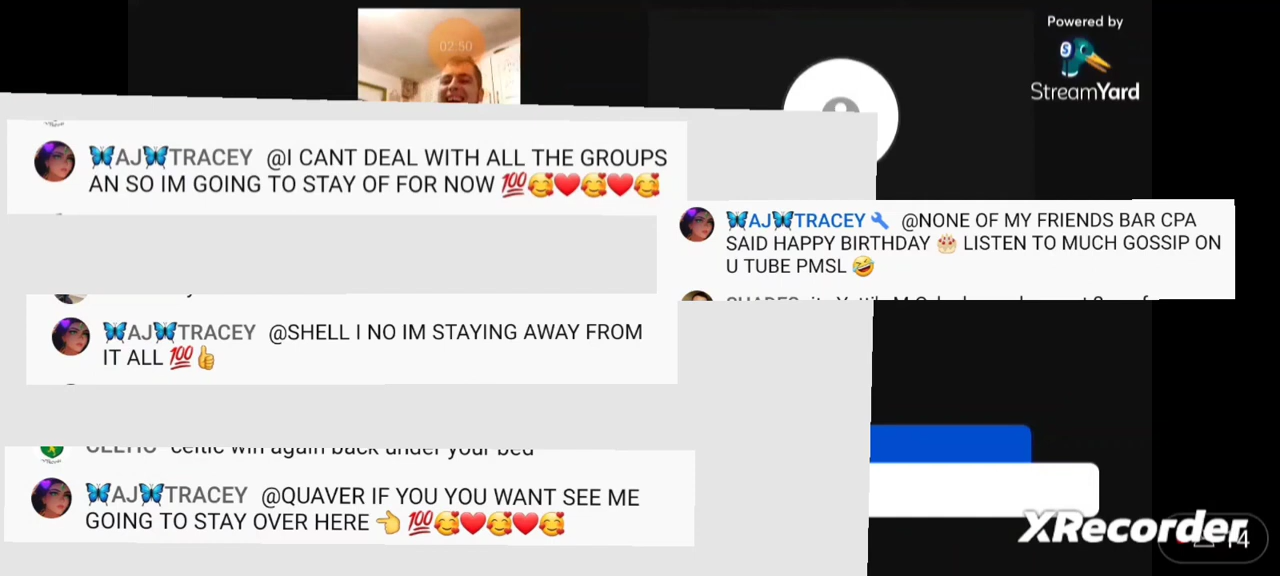 Powered by
StreamYard
02:50
🦋AJ🦋TRACEY @I CANT DEAL WITH ALL THE GROUPS
AN SO IM GOING TO STAY OF FOR NOW 💯🥰❤️🥰❤️🥰
🦋AJ🦋TRACEY🔧 @NONE OF MY FRIENDS BAR CPA
SAID HAPPY BIRTHDAY 🎂 LISTEN TO MUCH GOSSIP ON
U TUBE PMSL 🤣
🦋AJ🦋TRACEY @SHELL I NO IM STAYING AWAY FROM
IT ALL 💯👍
CELTIC celtic win again back under your bed
🦋AJ🦋TRACEY @QUAVER IF YOU YOU WANT SEE ME
GOING TO STAY OVER HERE 👈 💯🥰❤️🥰❤️🥰
XRecorder
14